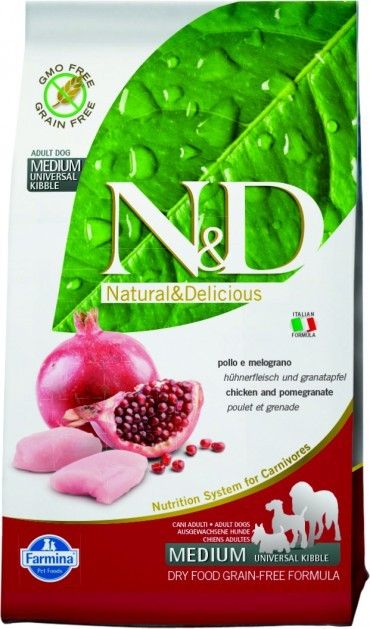 GMO FREE
GRAIN FREE
ADULT DOG
MEDIUM
UNIVERSAL
KIBBLE
N&D
Natural&Delicious
ITALIAN
FORMULA
pollo e melograno
hühnerfleisch und granatapfel
chicken and pomegranate
poulet et grenade
Nutrition System for Carnivores
CANI ADULTI • ADULT DOGS
AUSGEWACHSENE HUNDE
CHIENS ADULTES
MEDIUM UNIVERSAL KIBBLE
DRY FOOD GRAIN-FREE FORMULA
Farmina
Pet Foods